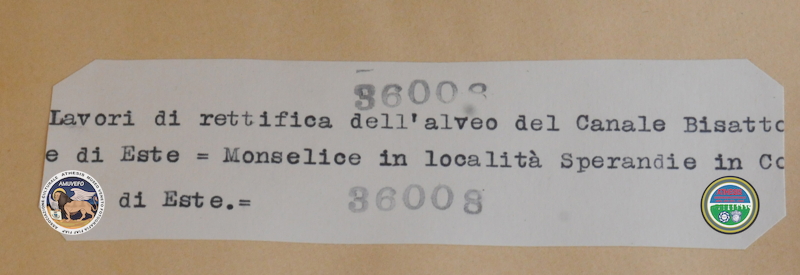 36008
Lavori di rettifica dell'alveo del Canale Bisatto
e di Este = Monselice in località Sperandie in Co
di Este.=
36008
AMUVEFO